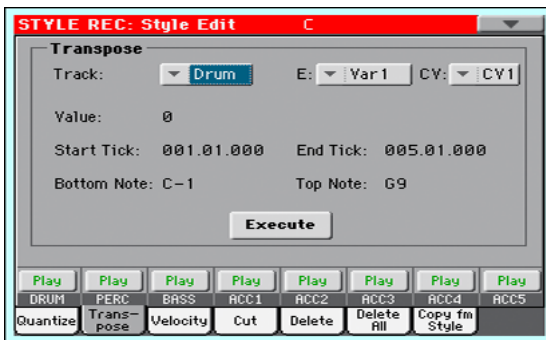 STYLE REC: Style Edit C
Transpose
Track: Drum E: Var1 CV: CV1
Value: 0
Start Tick: 001.01.000 End Tick: 005.01.000
Bottom Note: C-1 Top Note: G9
Execute
Play Play Play Play Play Play Play Play
DRUM PERC BASS ACC1 ACC2 ACC3 ACC4 ACC5
Quantize Trans- Velocity Cut Delete Delete Copy fm
pose All Style